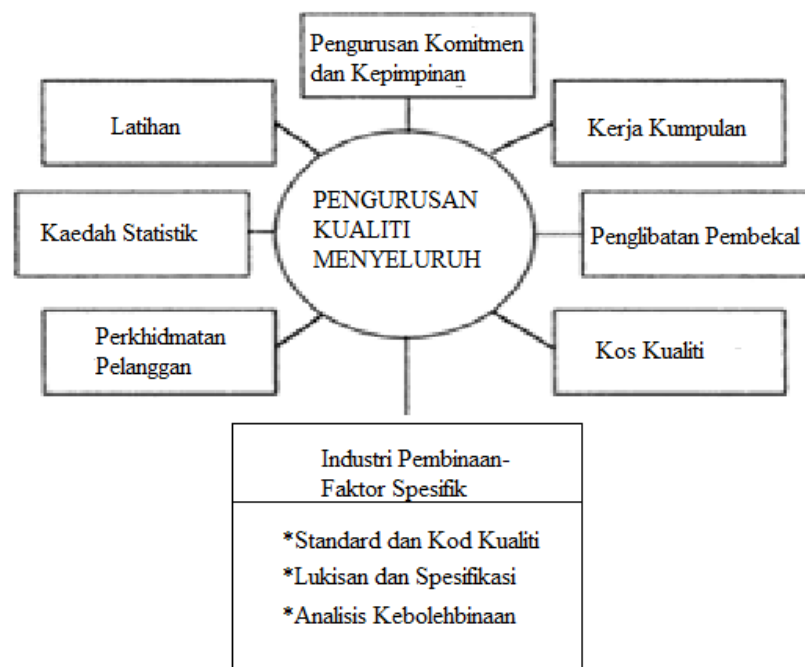 Pengurusan Komitmen
dan Kepimpinan
Latihan
Kerja Kumpulan
PENGURUSAN
KUALITI
MENYELURUH
Kaedah Statistik
Penglibatan Pembekal
Perkhidmatan
Pelanggan
Kos Kualiti
Industri Pembinaan-
Faktor Spesifik
*Standard dan Kod Kualiti
*Lukisan dan Spesifikasi
*Analisis Kebolehbinaan